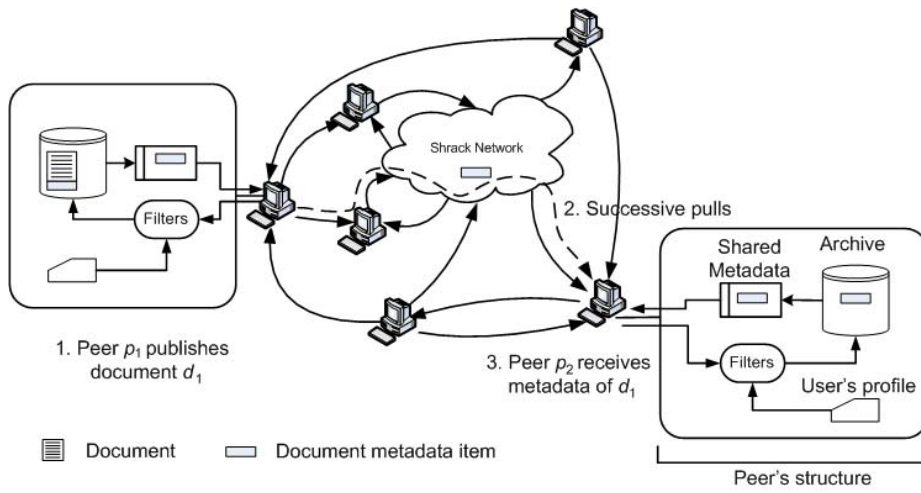 Shrack Network
Filters
2. Successive pulls
Shared
Metadata
Archive
1. Peer p1 publishes
document d1
3. Peer p2 receives
metadata of d1
Filters
User's profile
Document
Document metadata item
Peer's structure